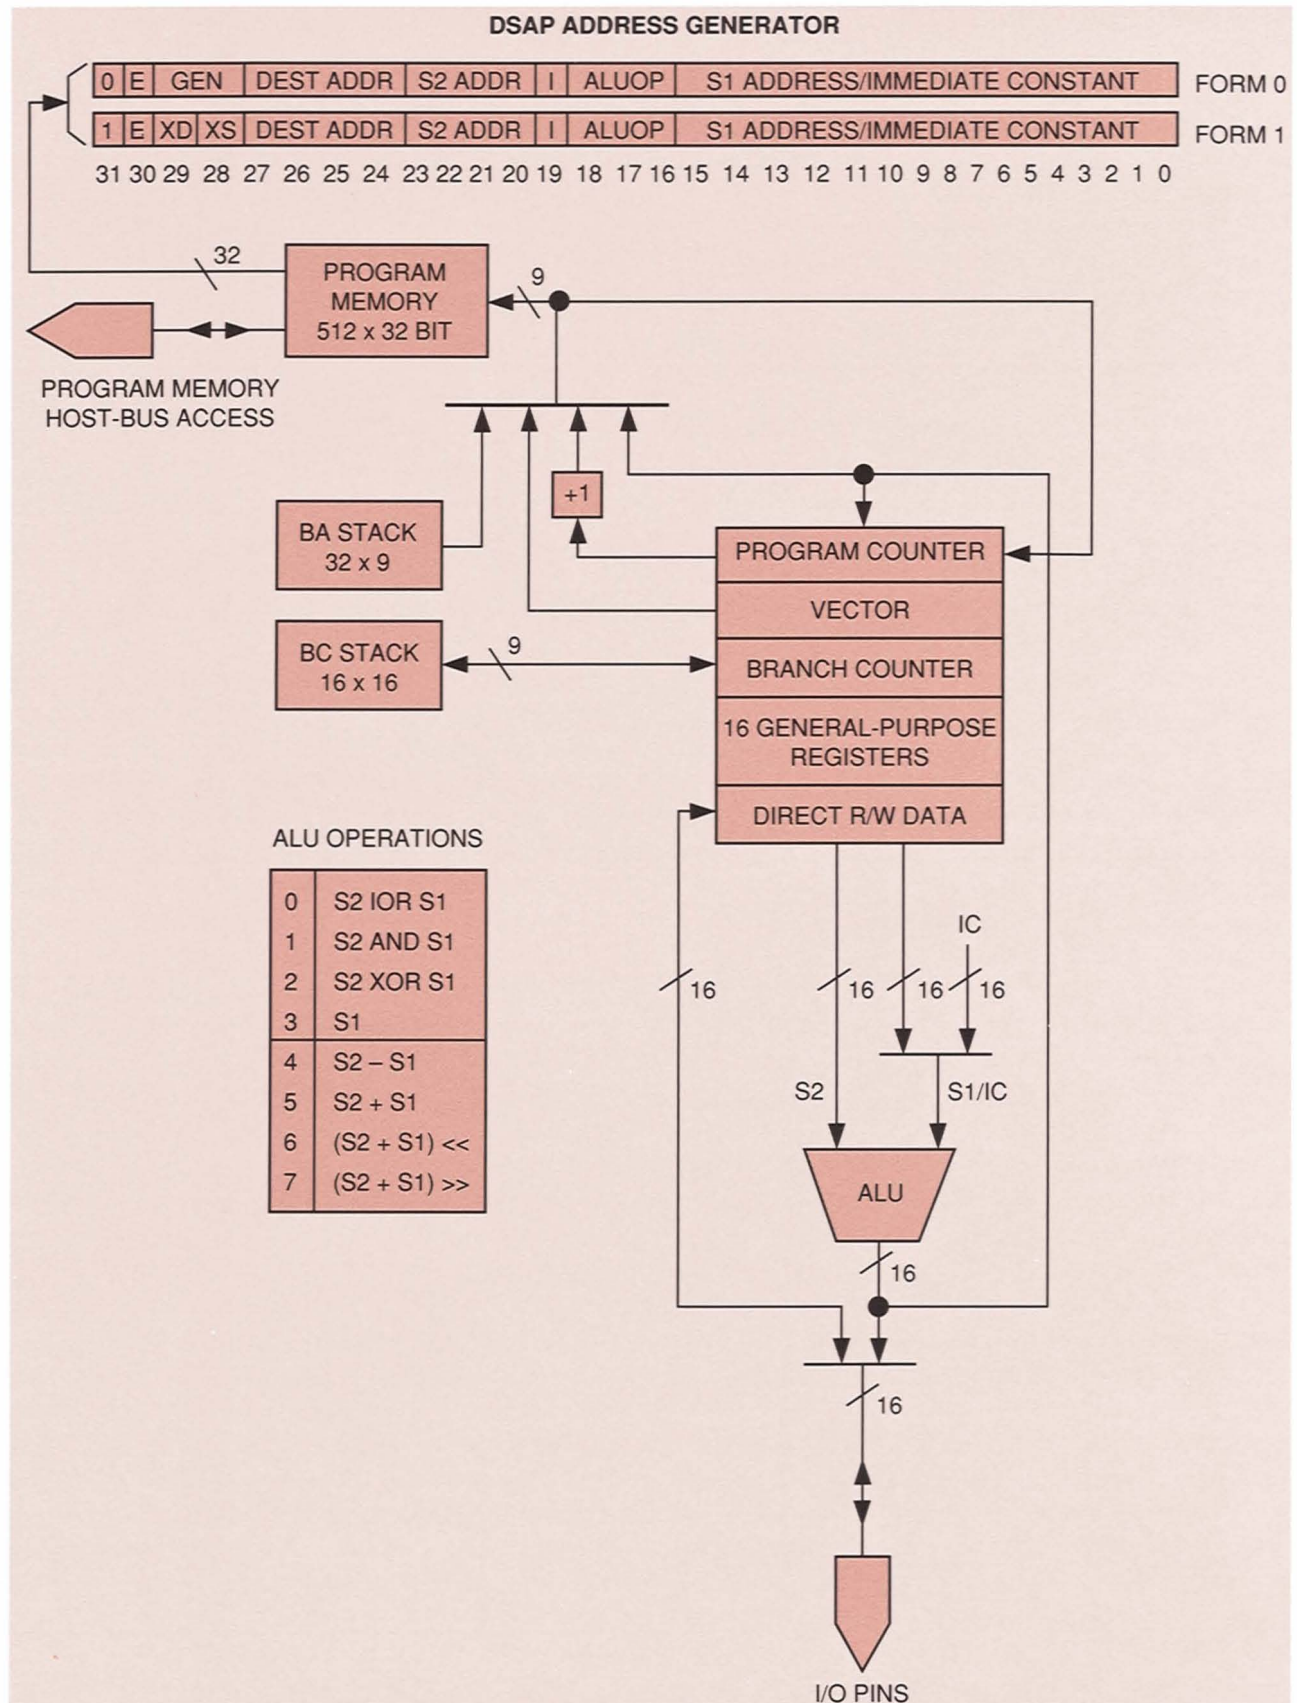 DSAP ADDRESS GENERATOR
0 E GEN DEST ADDR S2 ADDR I ALUOP S1 ADDRESS/IMMEDIATE CONSTANT FORM 0
1 E XD XS DEST ADDR S2 ADDR I ALUOP S1 ADDRESS/IMMEDIATE CONSTANT FORM 1
31 30 29 28 27 26 25 24 23 22 21 20 19 18 17 16 15 14 13 12 11 10 9 8 7 6 5 4 3 2 1 0
32
PROGRAM
MEMORY
512 x 32 BIT
9
PROGRAM MEMORY
HOST-BUS ACCESS
+1
BA STACK
32 x 9
BC STACK
16 x 16
9
PROGRAM COUNTER
VECTOR
BRANCH COUNTER
16 GENERAL-PURPOSE
REGISTERS
DIRECT R/W DATA
ALU OPERATIONS
0 S2 IOR S1
1 S2 AND S1
2 S2 XOR S1
3 S1
4 S2 – S1
5 S2 + S1
6 (S2 + S1) <<
7 (S2 + S1) >>
IC
16 16 16 16
S2 S1/IC
ALU
16
16
I/O PINS